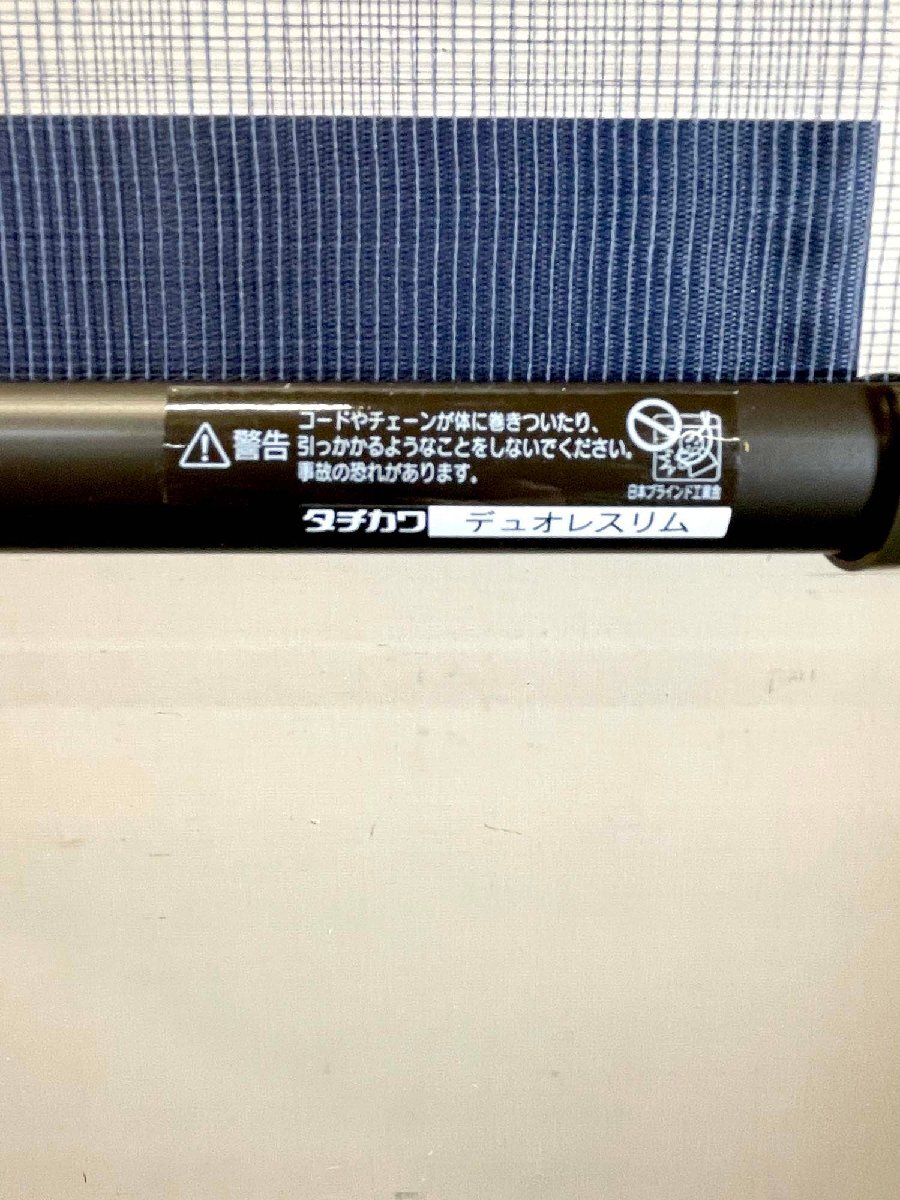 警告
コードやチェーンが体に巻きついたり、
引っかかるようなことをしないでください。
事故の恐れがあります。
日本ブラインド工業会
タチカワ デュオレスリム